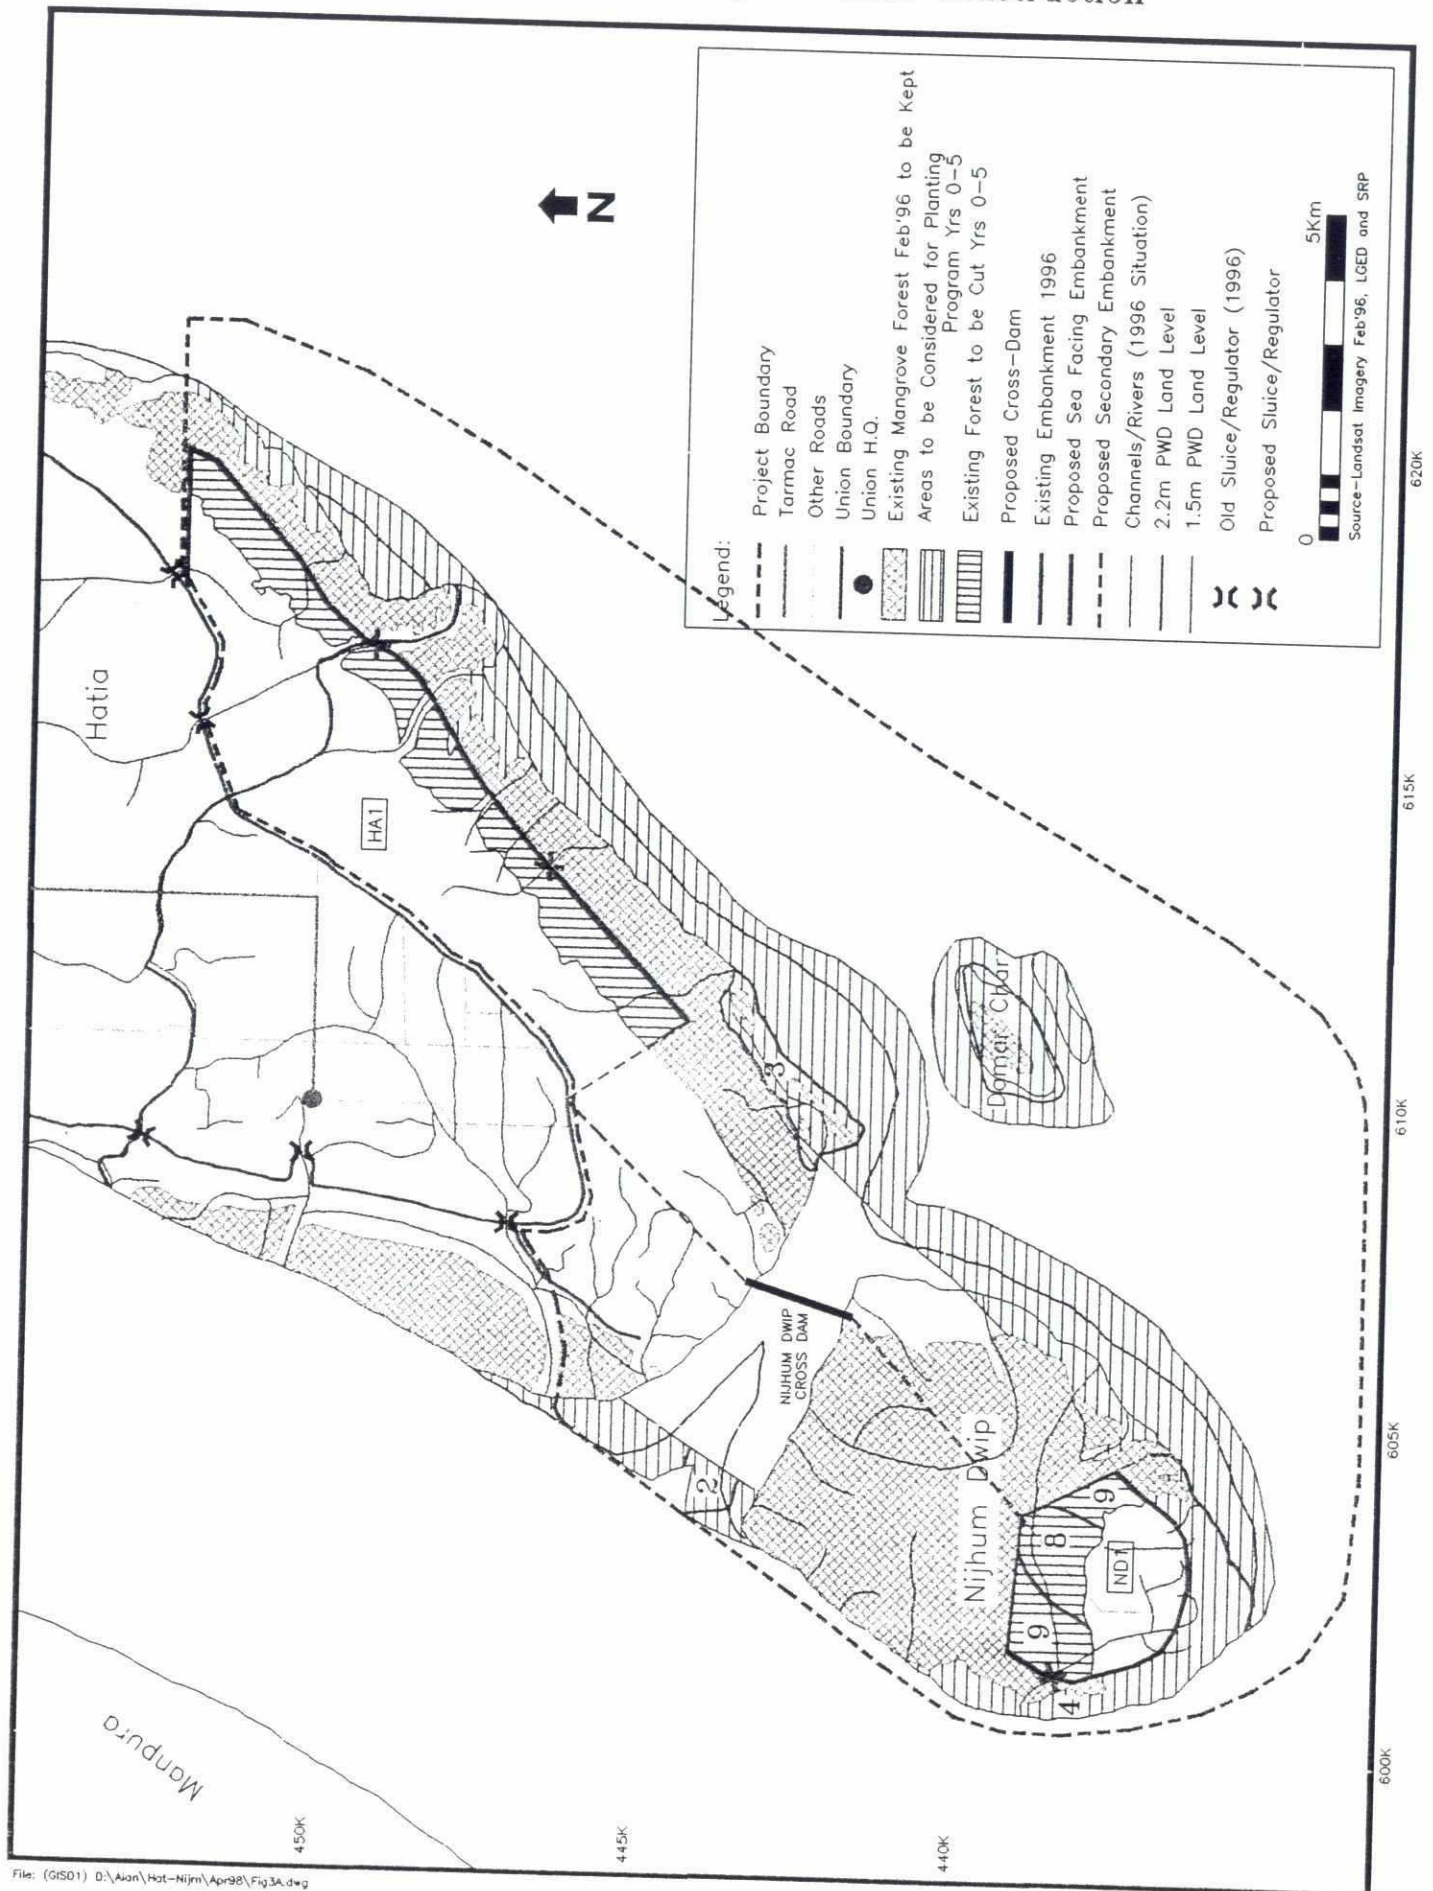 Hatia
HA1
N
Legend:
Project Boundary
Tarmac Road
Other Roads
Union Boundary
Union H.Q.
Existing Mangrove Forest Feb'96 to be Kept
Areas to be Considered for Planting
Program Yrs 0-5
Existing Forest to be Cut Yrs 0-5
Proposed Cross-Dam
Existing Embankment 1996
Proposed Sea Facing Embankment
Proposed Secondary Embankment
Channels/Rivers (1996 Situation)
2.2m PWD Land Level
1.5m PWD Land Level
Old Sluice/Regulator (1996)
Proposed Sluice/Regulator
0
5Km
Source-Landsat Imagery Feb'96, LGED and SRP
3
Domar Char
NIJHUM DWIP
CROSS DAM
2
Nijhum Dwip
9
8
9
ND1
4
Manpura
450K
445K
440K
600K
605K
610K
615K
620K
File: (GIS01) D:\Alan\Hat-Nijm\Apr98\Fig3A.dwg